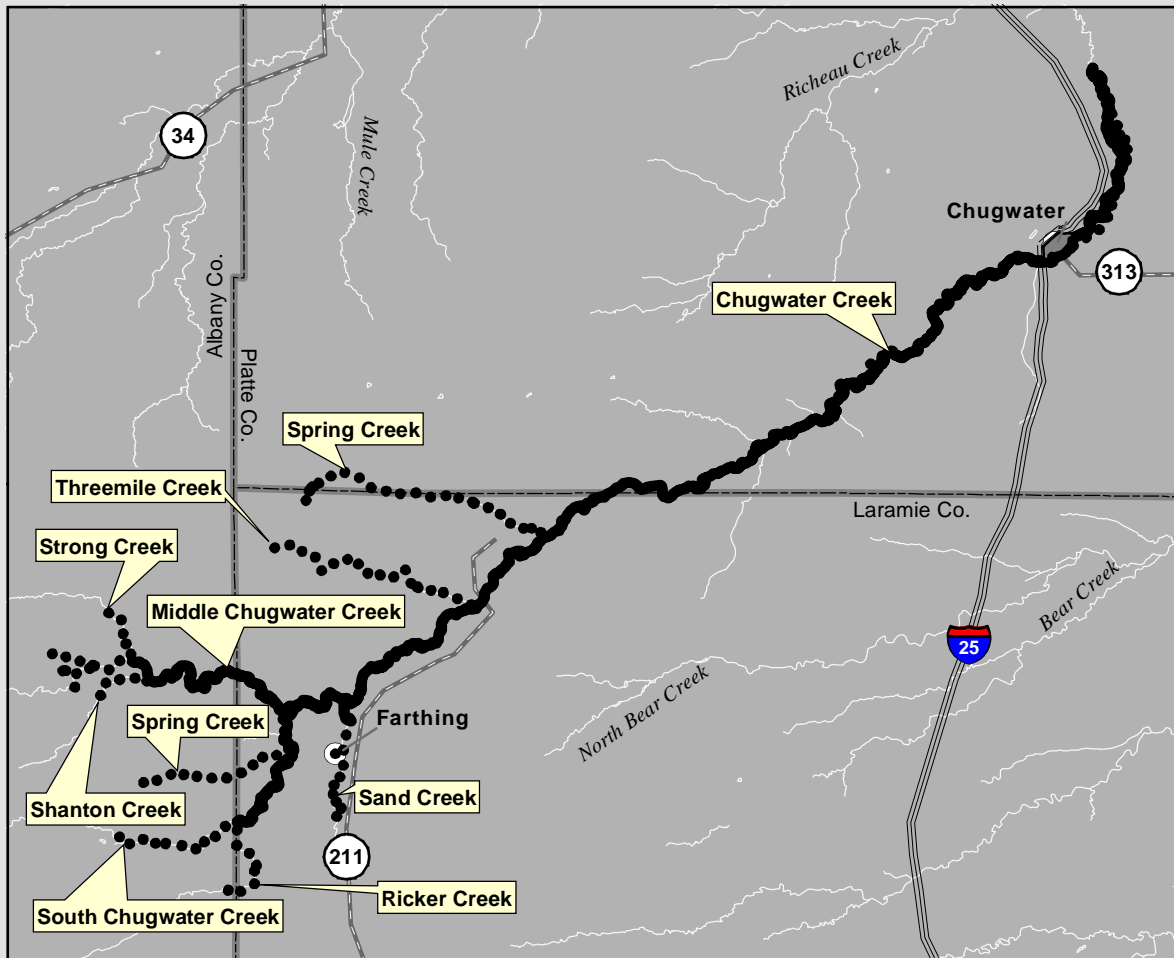 Richeau Creek
34
Mule Creek
Chugwater
313
Albany Co.
Platte Co.
Chugwater Creek
Spring Creek
Threemile Creek
Laramie Co.
Strong Creek
Middle Chugwater Creek
Bear Creek
25
North Bear Creek
Spring Creek
Farthing
Shanton Creek
Sand Creek
211
South Chugwater Creek
Ricker Creek